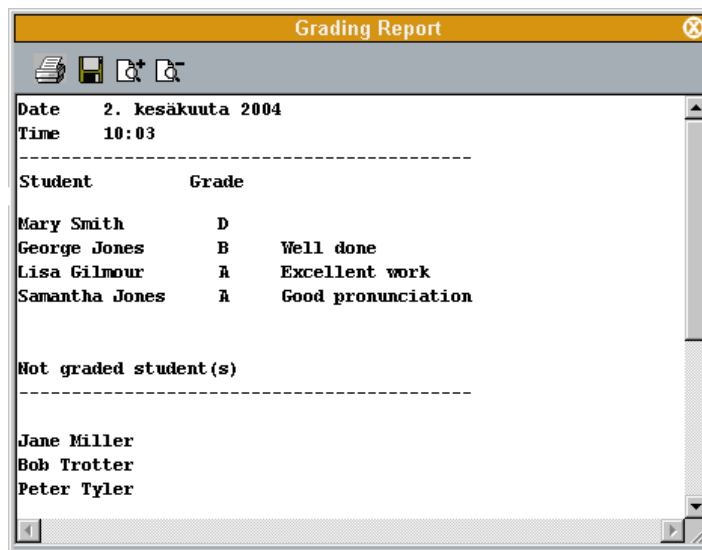 Grading Report
Date 2. kesäkuuta 2004
Time 10:03
------------------------------------------
Student Grade
Mary Smith D
George Jones B Well done
Lisa Gilmour A Excellent work
Samantha Jones A Good pronunciation
Not graded student(s)
------------------------------------------
Jane Miller
Bob Trotter
Peter Tyler